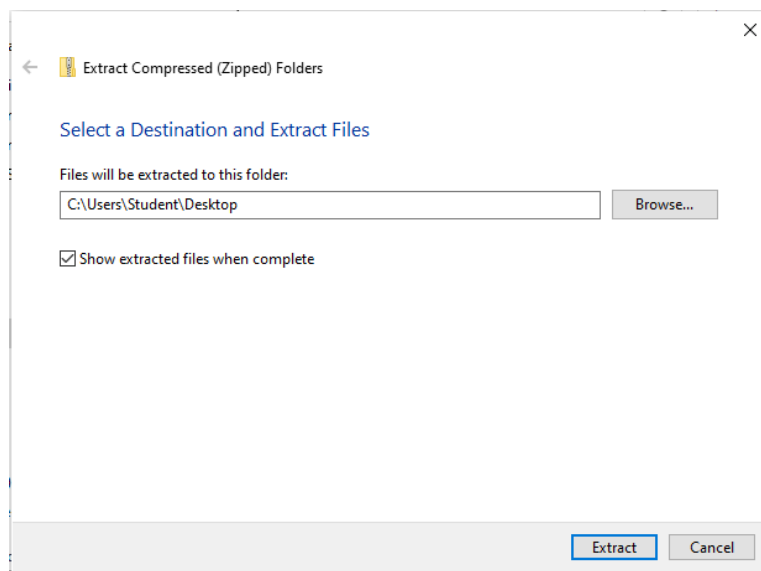 Extract Compressed (Zipped) Folders
Select a Destination and Extract Files
Files will be extracted to this folder:
C:\Users\Student\Desktop
Browse...
Show extracted files when complete
Extract
Cancel